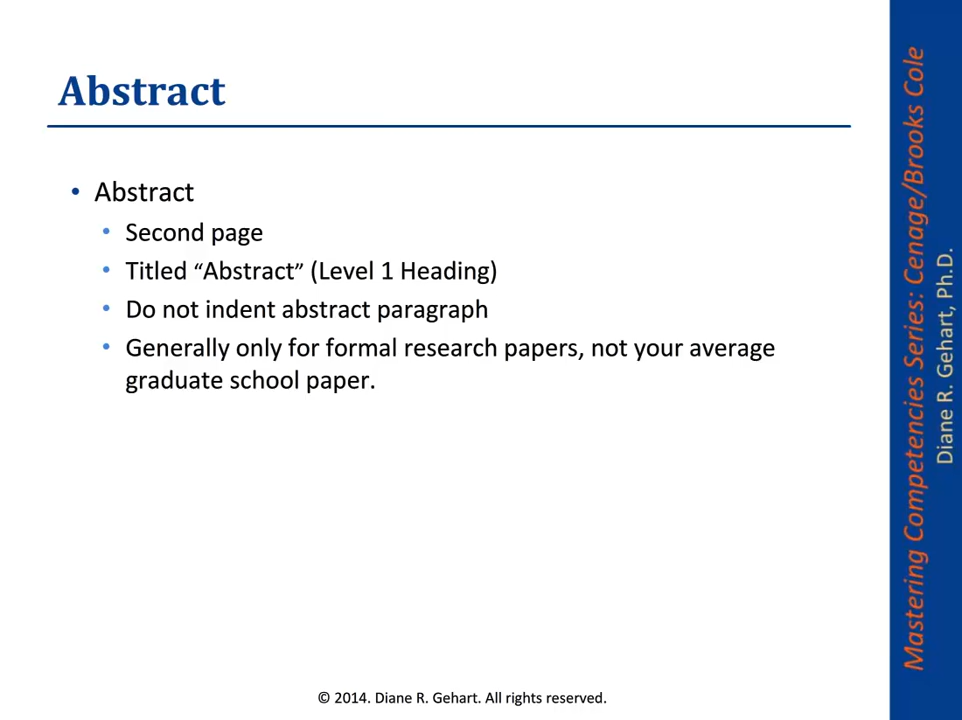 Abstract
• Abstract
• Second page
• Titled “Abstract” (Level 1 Heading)
• Do not indent abstract paragraph
• Generally only for formal research papers, not your average
graduate school paper.
© 2014. Diane R. Gehart. All rights reserved.
Mastering Competencies Series: Cenage/Brooks Cole
Diane R. Gehart, Ph.D.